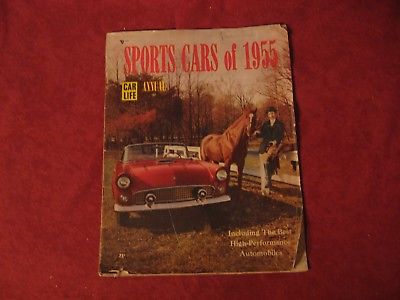 SPORTS CARS of 1955
CAR
LIFE
ANNUAL
Including The Best
High-Performance
Automobiles